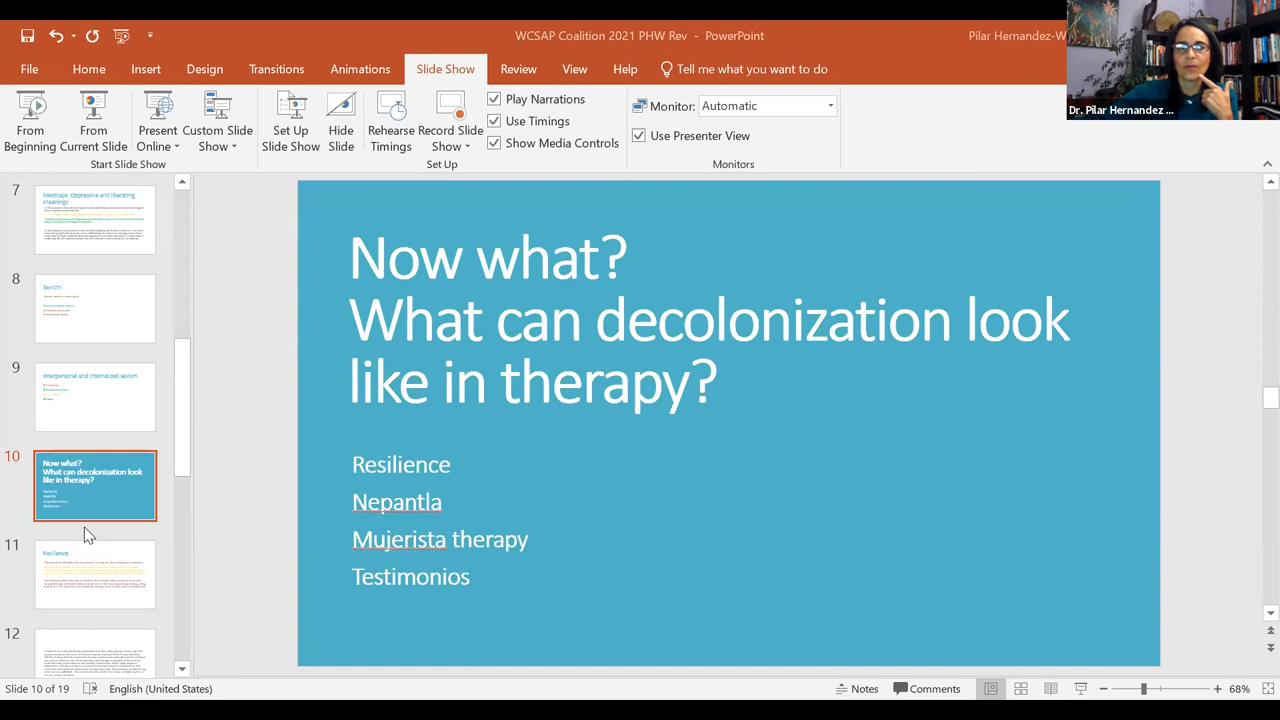 WCSAP Coalition 2021 PHW Rev - PowerPoint
Pilar Hernandez-W
File Home Insert Design Transitions Animations Slide Show Review View Help Tell me what you want to do
From Beginning
From Current Slide
Present Online
Custom Slide Show
Start Slide Show
Set Up Slide Show
Hide Slide
Rehearse Timings
Record Slide Show
Play Narrations
Use Timings
Show Media Controls
Set Up
Monitor: Automatic
Use Presenter View
Monitors
Dr. Pilar Hernandez ...
7
Mestizaje: Oppressive and liberating
meanings
8
Sexism
9
Interpersonal and internalized sexism
10
Now what?
What can decolonization look
like in therapy?
11
Resilience
12
Now what?
What can decolonization look
like in therapy?
Resilience
Nepantla
Mujerista therapy
Testimonios
Slide 10 of 19 English (United States) Notes Comments 68%